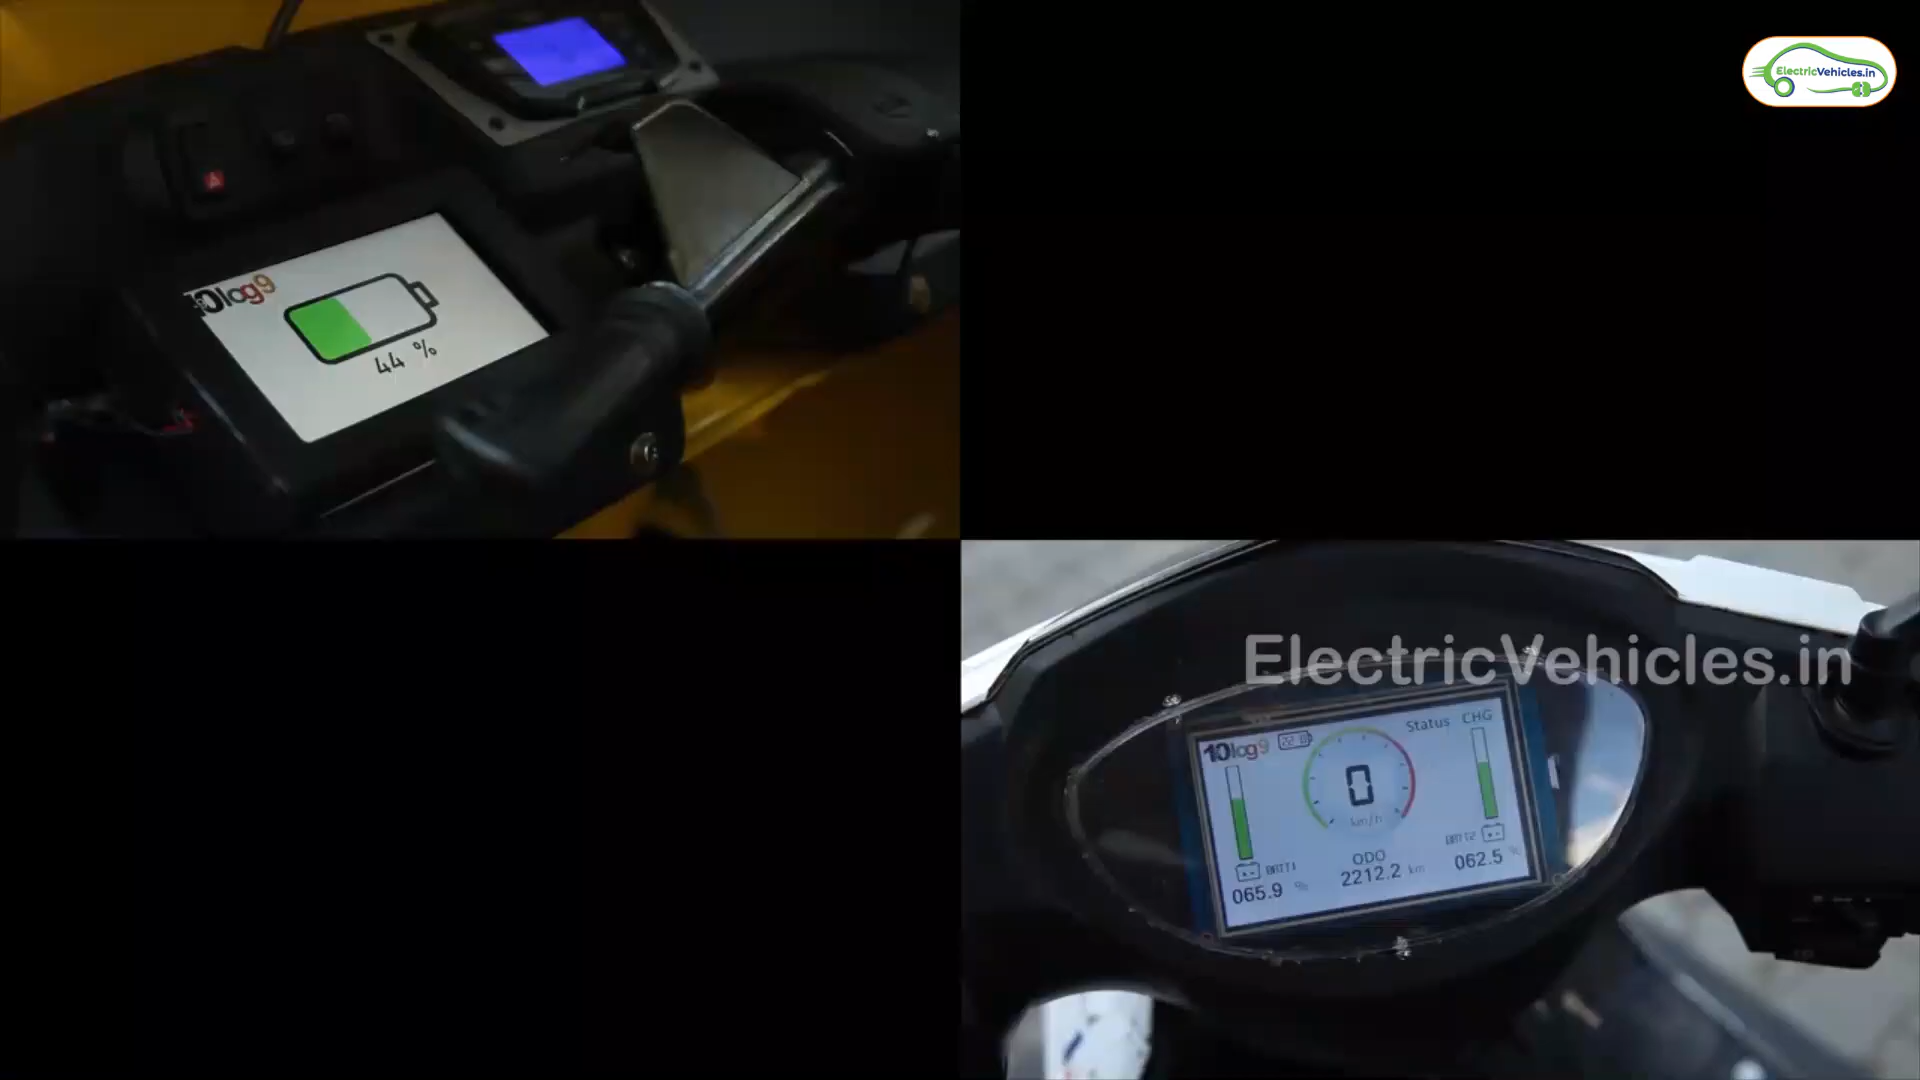 ElectricVehicles.in
10log9
44 %
ElectricVehicles.in
Status CHG
10log9
0
km/h
BATT1
ODO
BATT2
065.9 %
2212.2 km
062.5 %